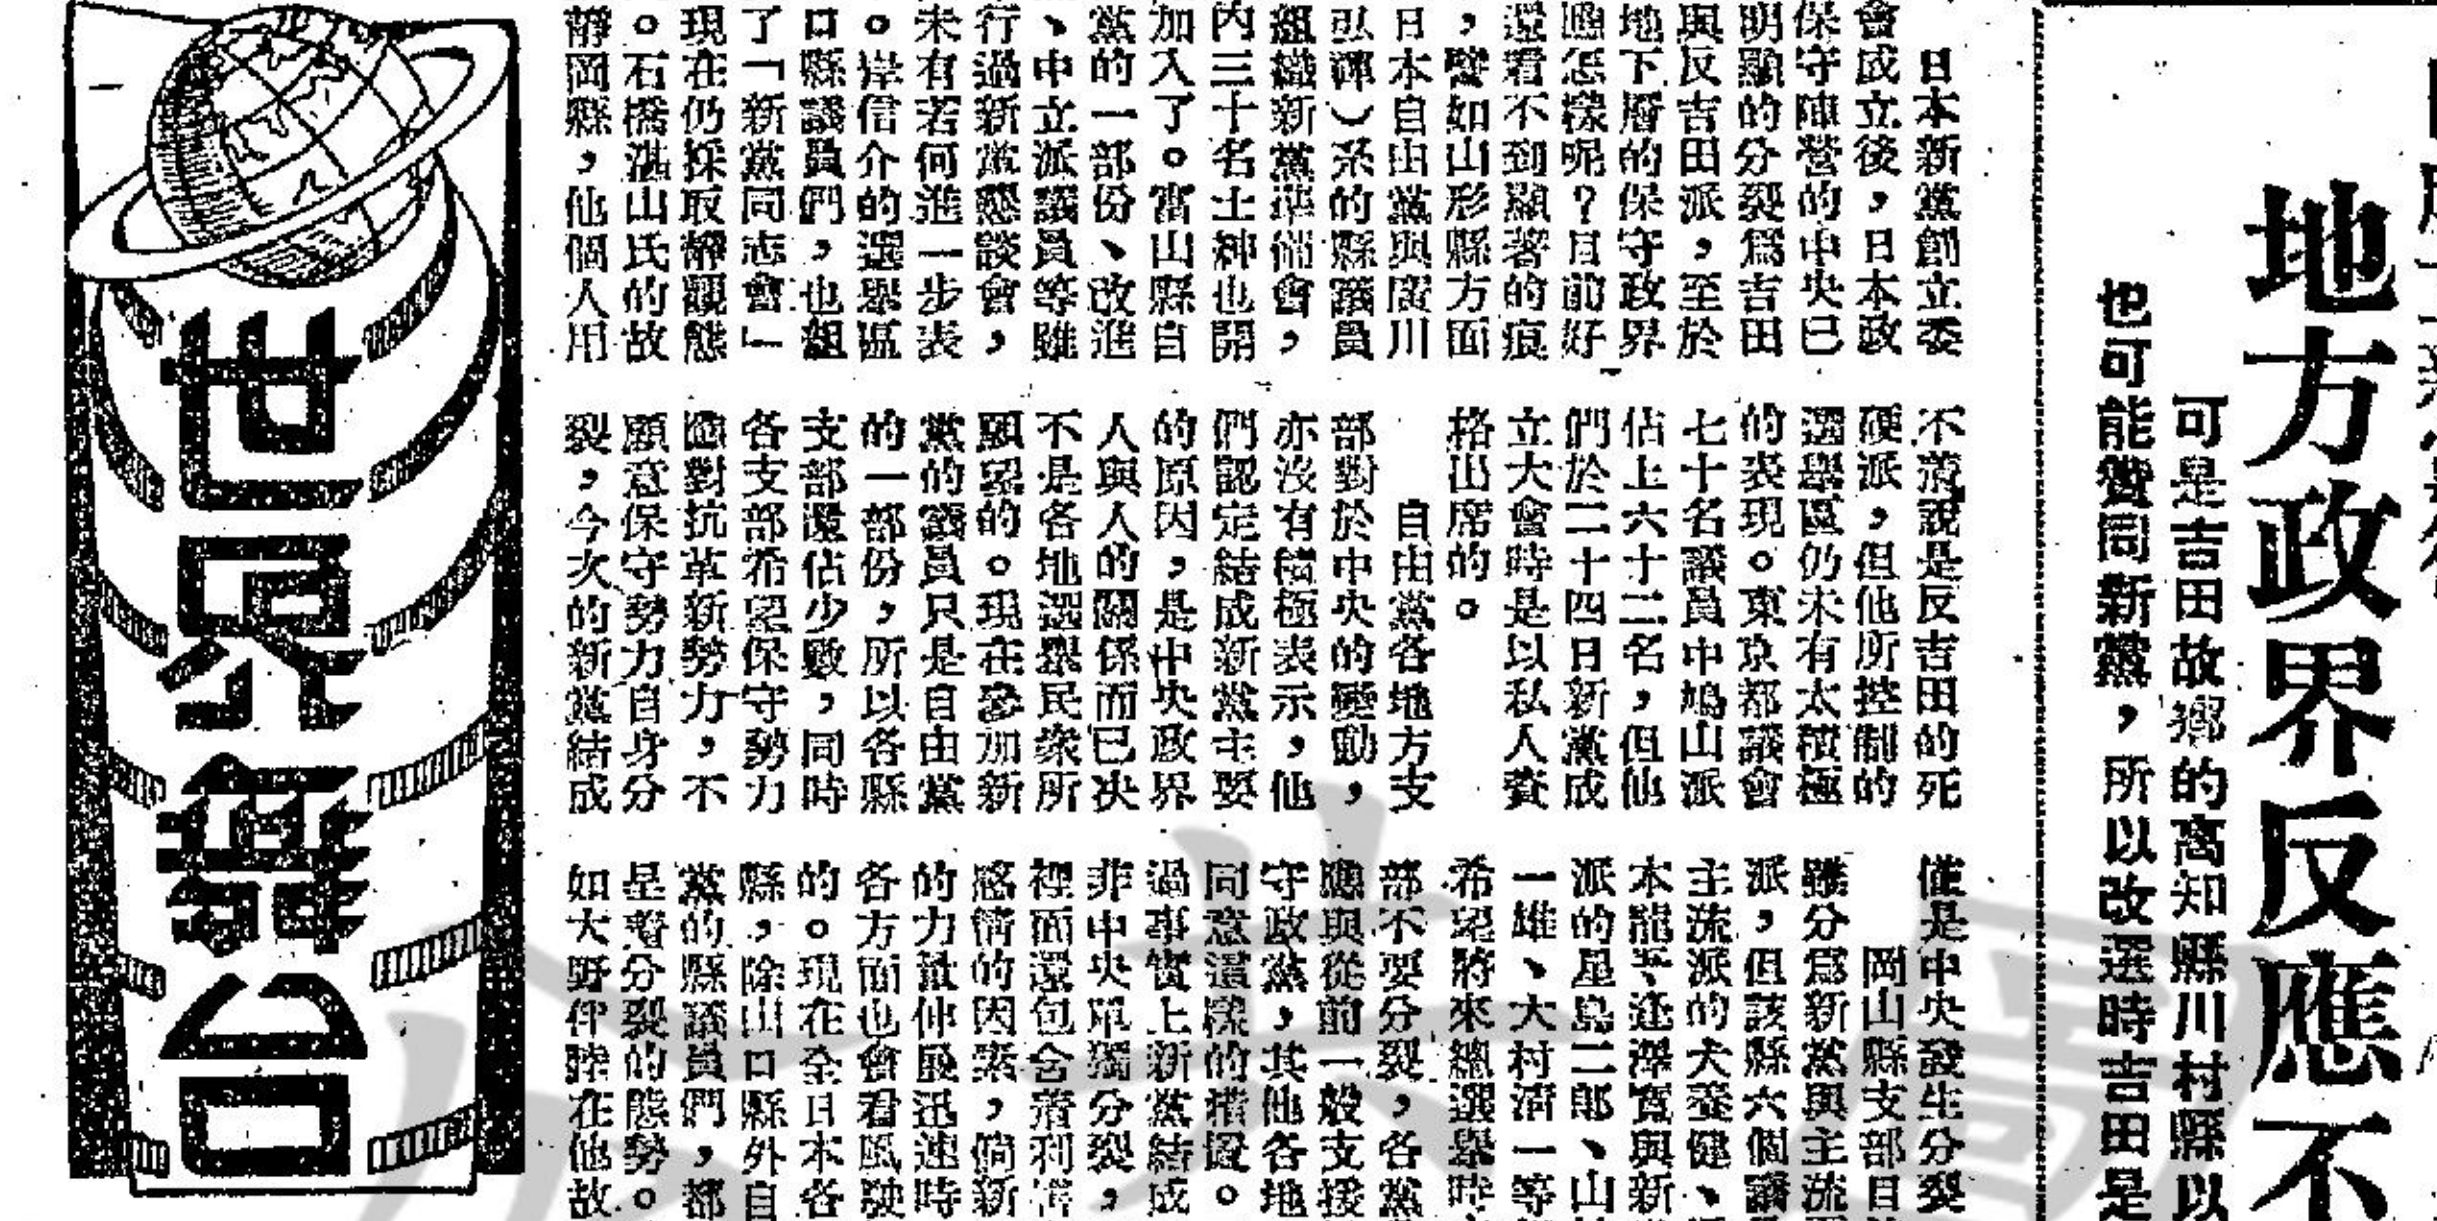 地方政界反應不
可是吉田故鄉的高知縣川村縣以
也可能贊同新黨，所以改選時吉田是
日本新黨創立委
會成立後，日本政
保守陣營的中央已
明顯的分裂爲吉田
與反吉田派，至於
地下層的保守政界
怎樣呢？目前好
還看不到顯著的痕
，譬如山形縣方面
日本自由黨與廣川
弘禪）系的縣議員
組織新黨準備會，
內三十名士紳也開
加入了。富山縣自
黨的一部份、改進
、中立派議員等雖
行過新黨懇談會，
未有若何進一步表
。岸信介的選舉區
口縣議員們，也組
了「新黨同志會」
現在仍採取靜觀態
。石橋湛山氏的故
靜岡縣，他個人用
不消說是反吉田的死
硬派，但他所控制的
選舉區仍未有太積極
的表現。東京都議會
七十名議員中鳩山派
佔上六十二名，但他
們於二十四日新黨成
立大會時是以私人資
格出席的。
自由黨各地方支
部對於中央的變動，
亦沒有積極表示，他
們認定結成新黨主要
的原因，是中央政界
人與人的關係而已决
不是各地選舉民衆所
願望的。現在參加新
黨的議員只是自由黨
的一部份，所以各縣
支部還佔少數，同時
各支部希望保守勢力
對抗革新勢力，不
願意保守勢力自身分
裂，今次的新黨結成
僅是中央發生分裂
岡山縣支部目
雖分爲新黨與主流
派，但該縣六個議
主流派的犬養健、
本龍、逢澤寬與新
派的星島二郎、山
一雄、大村淸一等
希望將來總選舉時
部不要分裂，各黨
應與從前一般支援
守政黨，其他各地
同意這樣的措置。
過事實上新黨結成
非中央單獨分裂，
裡面還包含着利害
感情的因素，倘新
的力量伸展迅速時
各方面也會看風駛
的。現在全日本各
縣，除山口縣外自
黨的縣議員們，都
呈着分裂的態勢。
如大野伴睦在他故
世界舞台